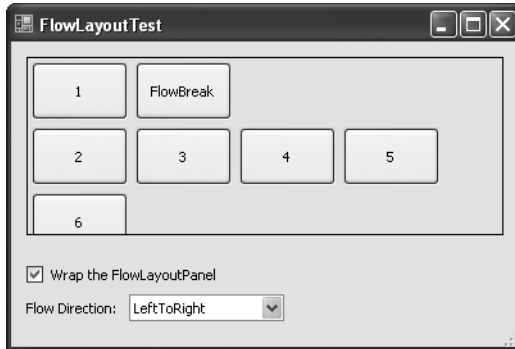 FlowLayoutTest
1 FlowBreak
2 3 4 5
6
Wrap the FlowLayoutPanel
Flow Direction: LeftToRight